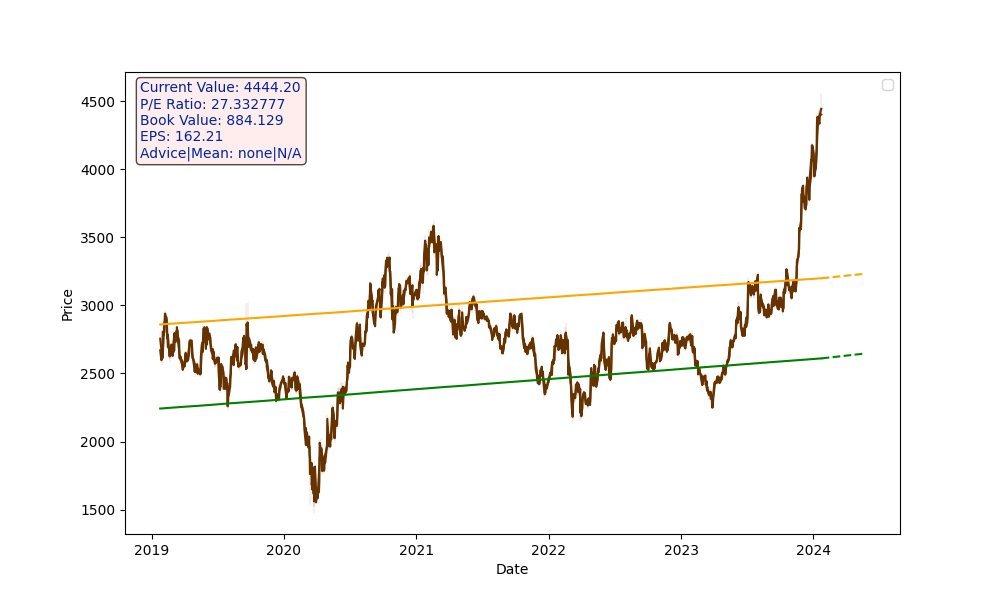 Current Value: 4444.20
P/E Ratio: 27.332777
Book Value: 884.129
EPS: 162.21
Advice|Mean: none|N/A
4500
4000
3500
3000
2500
2000
1500
Price
2019
2020
2021
2022
2023
2024
Date